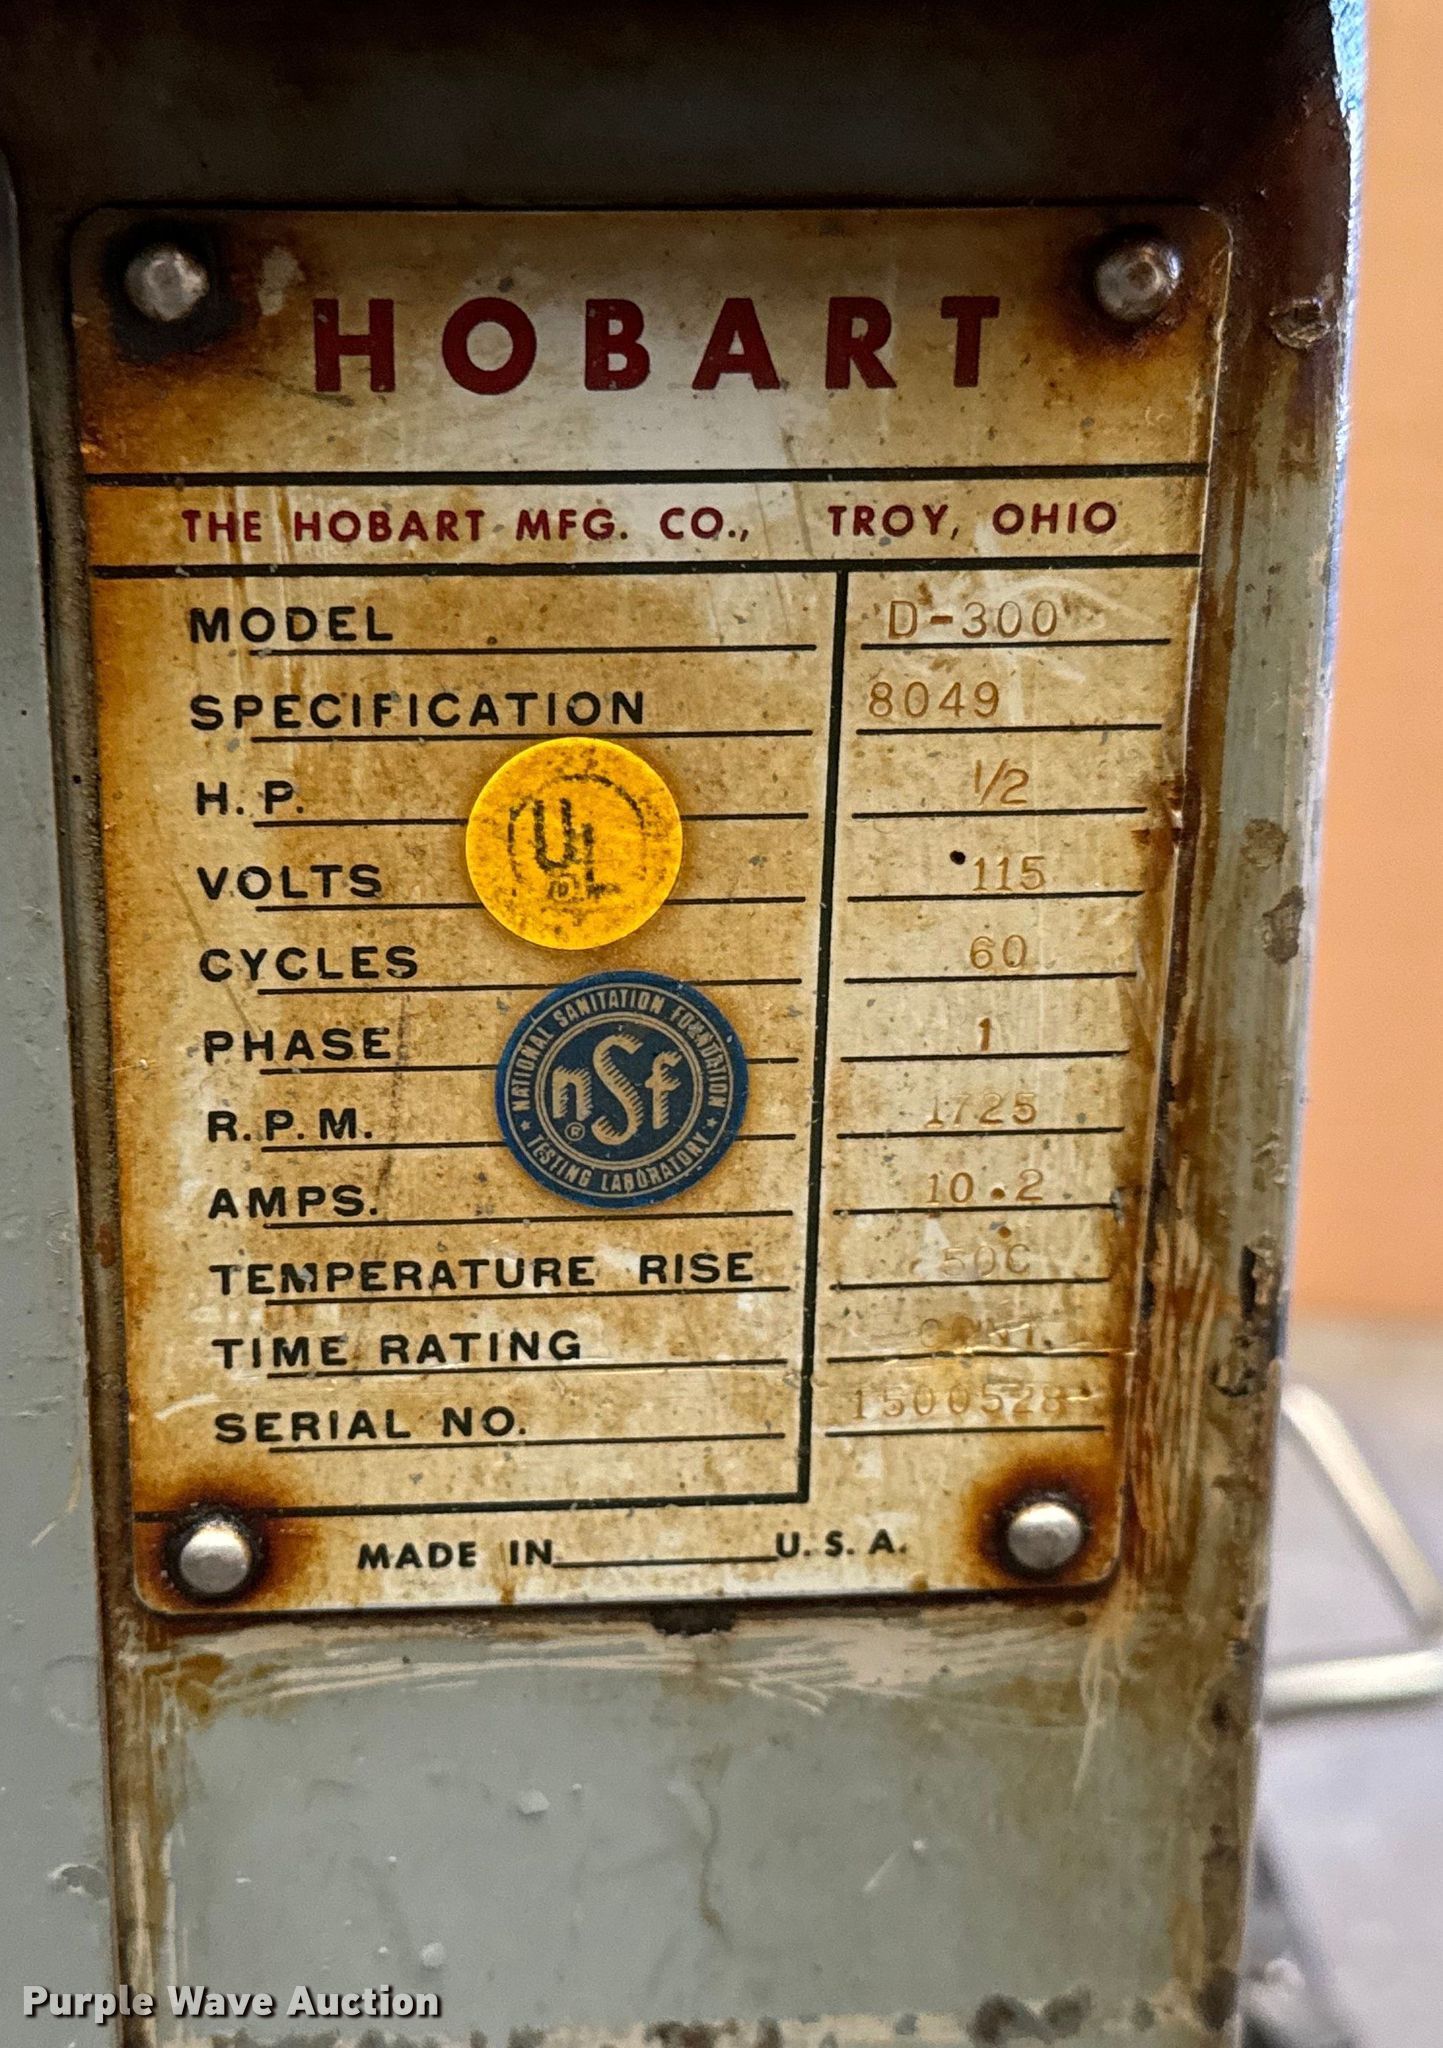 HOBART
THE HOBART MFG. CO., TROY, OHIO
MODEL D-300
SPECIFICATION 8049
H.P. 1/2
VOLTS 115
CYCLES 60
PHASE 1
R.P.M. 1725
AMPS. 10.2
TEMPERATURE RISE 50C
TIME RATING CONT.
SERIAL NO. 1500528
MADE IN U.S.A.
UL
NATIONAL SANITATION FOUNDATION
nsf®
TESTING LABORATORY
Purple Wave Auction